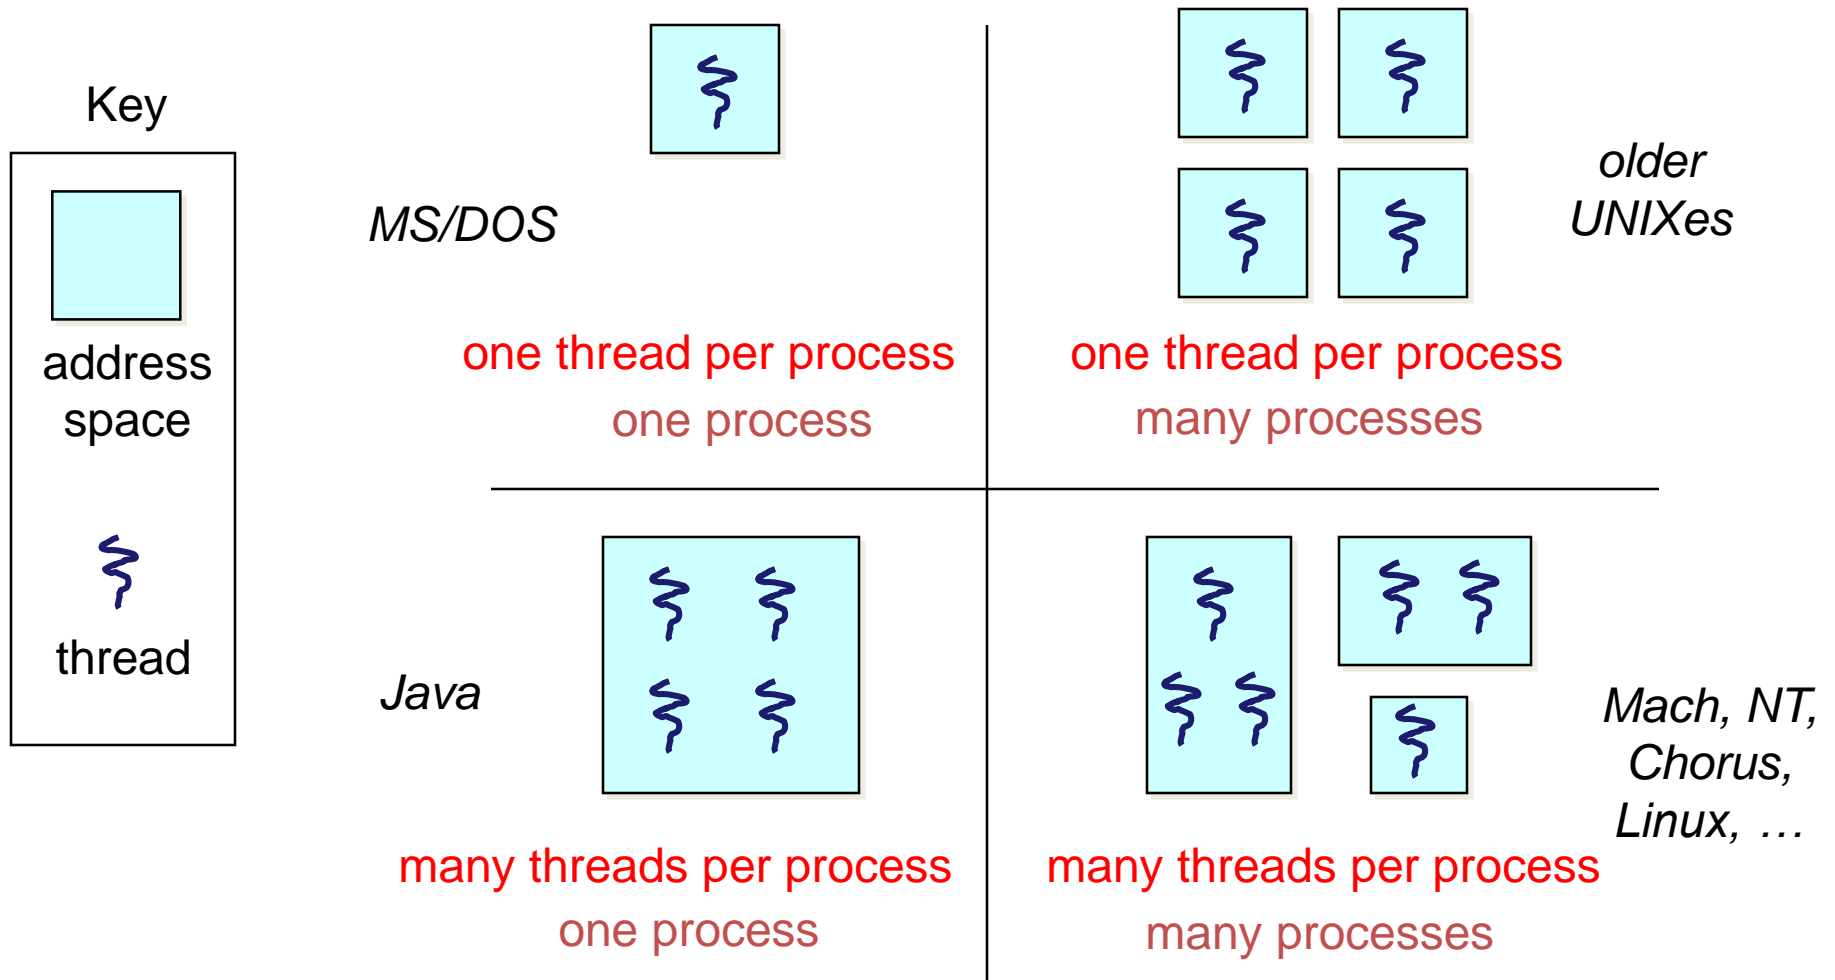 Key
address
space
thread
MS/DOS
one thread per process
one process
older
UNIXes
one thread per process
many processes
Java
many threads per process
one process
Mach, NT,
Chorus,
Linux, …
many threads per process
many processes